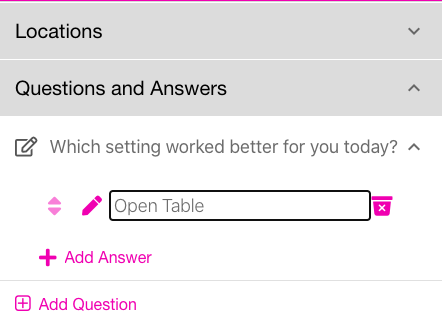 Locations
Questions and Answers
Which setting worked better for you today?
Open Table
Add Answer
Add Question